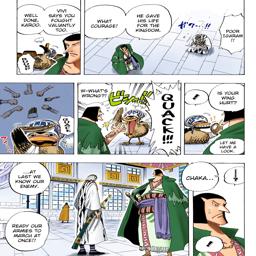 POOR
IGARAM!!
HE GAVE
HIS LIFE
FOR THE
KINGDOM.
WHAT
COURAGE!
VIVI
SAYS YOU
FOUGHT
VALIANTLY
TOO.
WELL
DONE,
KAROO.
IS YOUR
WING
HURT?
LET ME
HAVE A
LOOK.
QUACK!!!
W-WHAT'S
WRONG?!
CHAKA...
AT
LAST WE
KNOW OUR
ENEMY.
READY OUR
ARMIES TO
MARCH AT
ONCE!!